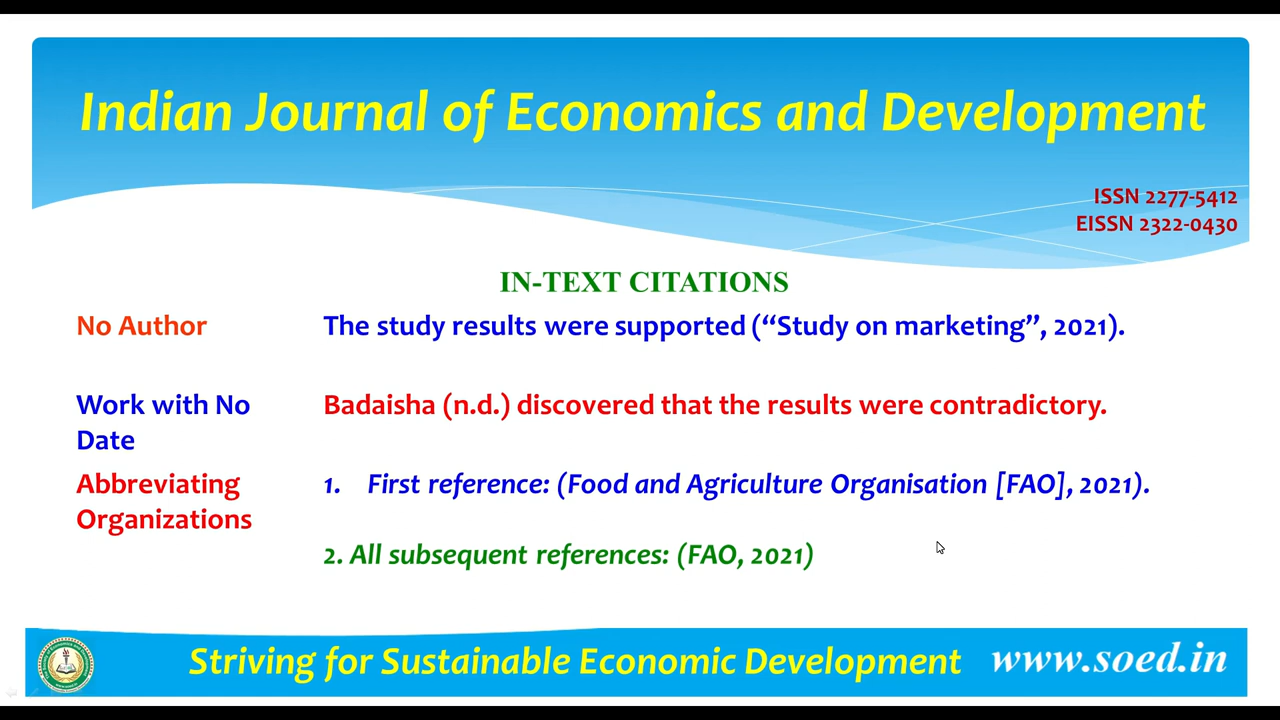 Indian Journal of Economics and Development
ISSN 2277-5412
EISSN 2322-0430
IN-TEXT CITATIONS
No Author
The study results were supported (“Study on marketing”, 2021).
Work with No
Date
Badaisha (n.d.) discovered that the results were contradictory.
Abbreviating
Organizations
1. First reference: (Food and Agriculture Organisation [FAO], 2021).
2. All subsequent references: (FAO, 2021)
Striving for Sustainable Economic Development
www.soed.in